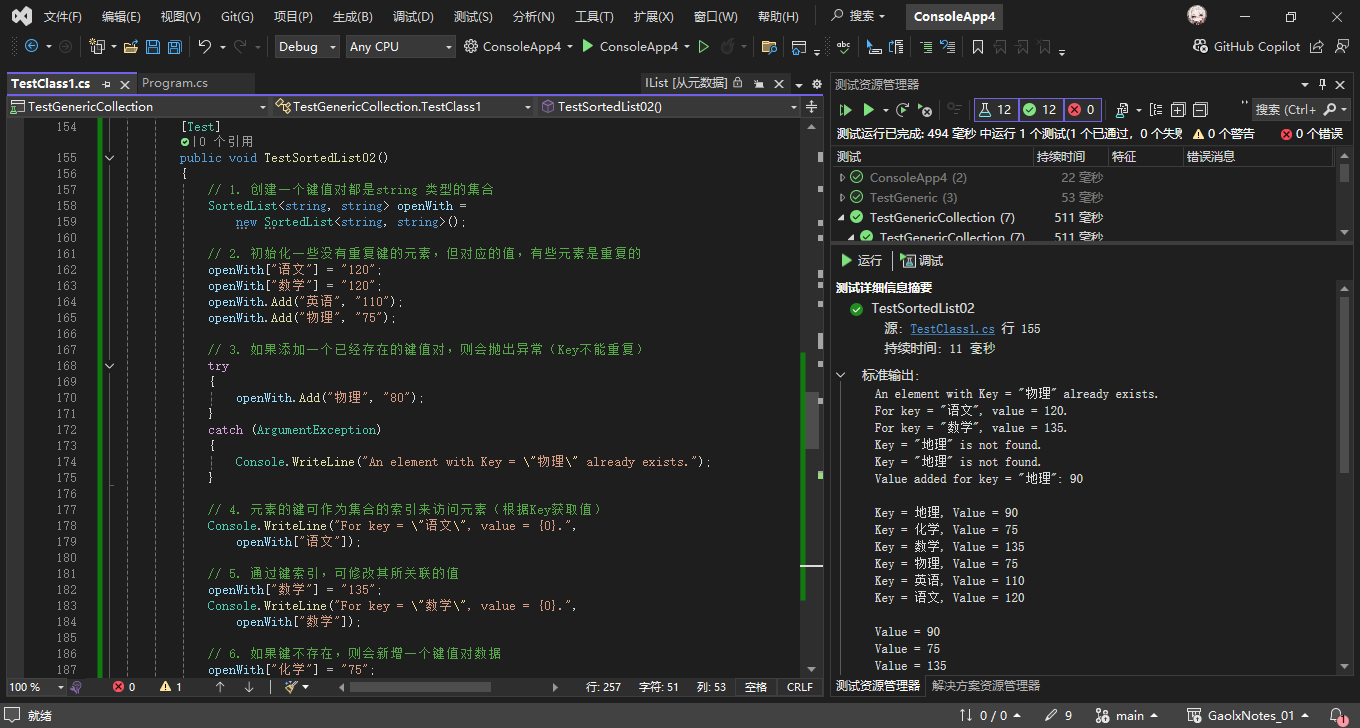 文件(F) 编辑(E) 视图(V) Git(G) 项目(P) 生成(B) 调试(D) 测试(S) 分析(N) 工具(T) 扩展(X) 窗口(W) 帮助(H) 搜索 ConsoleApp4
Debug Any CPU ConsoleApp4 ConsoleApp4 GitHub Copilot
TestClass1.cs Program.cs IList [从元数据]
TestGenericCollection TestGenericCollection.TestClass1 TestSortedList02()
154 [Test]
0 个引用
155 public void TestSortedList02()
156 {
157 // 1. 创建一个键值对都是string 类型的集合
158 SortedList<string, string> openWith =
159 new SortedList<string, string>();
160
161 // 2. 初始化一些没有重复键的元素，但对应的值，有些元素是重复的
162 openWith["语文"] = "120";
163 openWith["数学"] = "120";
164 openWith.Add("英语", "110");
165 openWith.Add("物理", "75");
166
167 // 3. 如果添加一个已经存在的键值对，则会抛出异常（Key不能重复）
168 try
169 {
170 openWith.Add("物理", "80");
171 }
172 catch (ArgumentException)
173 {
174 Console.WriteLine("An element with Key = \"物理\" already exists.");
175 }
176
177 // 4. 元素的键可作为集合的索引来访问元素（根据Key获取值）
178 Console.WriteLine("For key = \"语文\", value = {0}.",
179 openWith["语文"]);
180
181 // 5. 通过键索引，可修改其所关联的值
182 openWith["数学"] = "135";
183 Console.WriteLine("For key = \"数学\", value = {0}.",
184 openWith["数学"]);
185
186 // 6. 如果键不存在，则会新增一个键值对数据
187 openWith["化学"] = "75";
100 % 0 1 行: 257 字符: 51 列: 53 空格 CRLF
测试资源管理器
12 12 0 搜索 (Ctrl+
测试运行已完成: 494 毫秒 中运行 1 个测试(1 个已通过，0 个失败 0 个警告 0 个错误
测试 持续时间 特征 错误消息
ConsoleApp4 (2) 22 毫秒
TestGeneric (3) 53 毫秒
TestGenericCollection (7) 511 毫秒
TestGenericCollection (7) 511 毫秒
运行 调试
测试详细信息摘要
TestSortedList02
源: TestClass1.cs 行 155
持续时间: 11 毫秒
标准输出:
An element with Key = "物理" already exists.
For key = "语文", value = 120.
For key = "数学", value = 135.
Key = "地理" is not found.
Key = "地理" is not found.
Value added for key = "地理": 90
Key = 地理, Value = 90
Key = 化学, Value = 75
Key = 数学, Value = 135
Key = 物理, Value = 75
Key = 英语, Value = 110
Key = 语文, Value = 120
Value = 90
Value = 75
Value = 135
测试资源管理器 解决方案资源管理器
就绪 0 / 0 9 main GaolxNotes_01 1